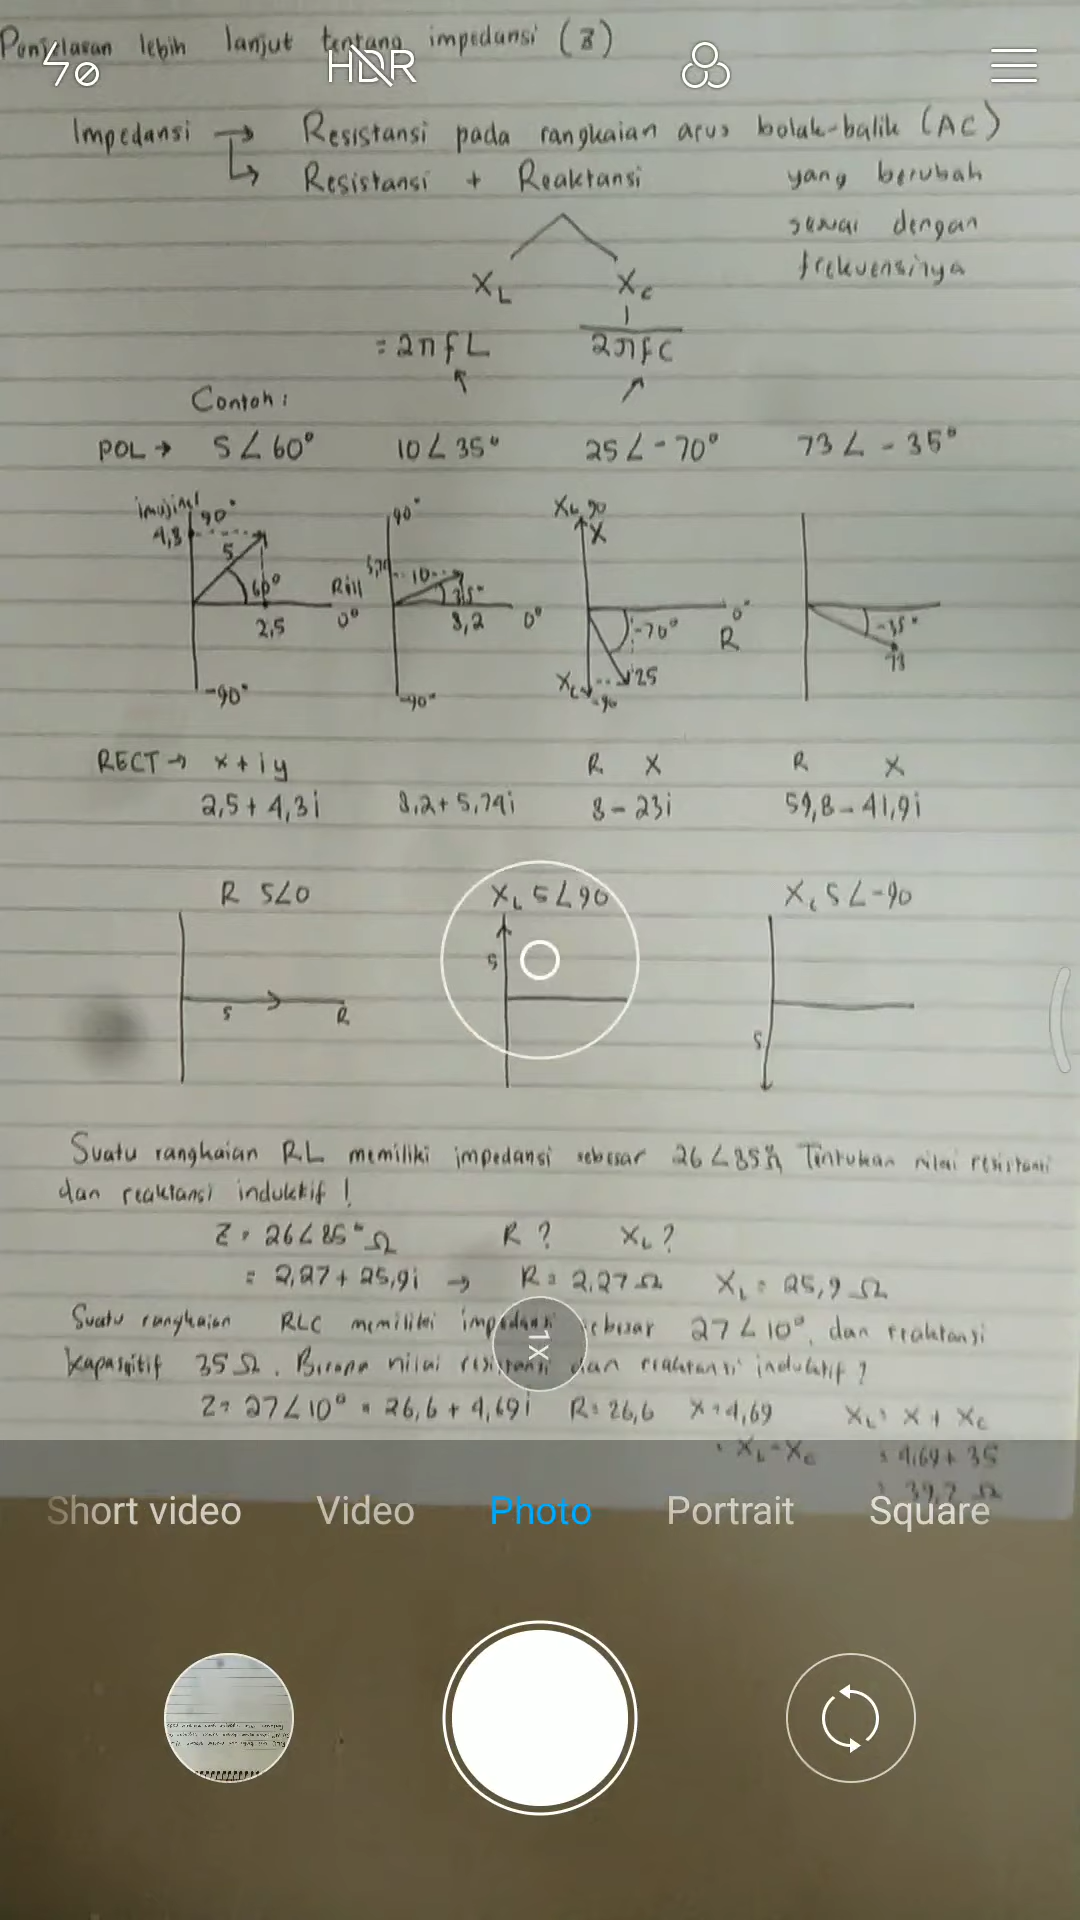 Penjelasan lebih lanjut tentang impedansi (Z)
HDR
Impedansi → Resistansi pada rangkaian arus bolak-balik (AC)
↳ Resistansi + Reaktansi yang berubah
sesuai dengan
frekuensinya
XL Xc
= 2πfL 1/2πfC
Contoh:
POL → 5∠60° 10∠35° 25∠-70° 73∠-35°
imajiner 90° 90° XL 90
4,3 5 60° Riil 0° 2,5 -90°
5,74 10 35° 8,2 0° -90°
X -70° 0° R Xc 25 -90
-35° 73
RECT → x + iy R X R X
2,5 + 4,3i 8,2 + 5,74i 8 - 23i 59,8 - 41,9i
R 5∠0 XL 5∠90 Xc 5∠-90
5 R 5 5
Suatu rangkaian RL memiliki impedansi sebesar 26∠85°Ω, Tentukan nilai resistansi
dan reaktansi induktif!
Z = 26∠85°Ω R? XL?
= 2,27 + 25,9i → R = 2,27 Ω XL = 25,9 Ω
Suatu rangkaian RLC memiliki impedansi sebesar 27∠10°, dan reaktansi
kapasitif 35Ω. Berapa nilai resistansi dan reaktansi induktif?
1X
Z = 27∠10° = 26,6 + 4,69i R = 26,6 X = 4,69 XL = X + Xc
= XL - Xc = 4,69 + 35
= 39,7 Ω
Short video Video Photo Portrait Square